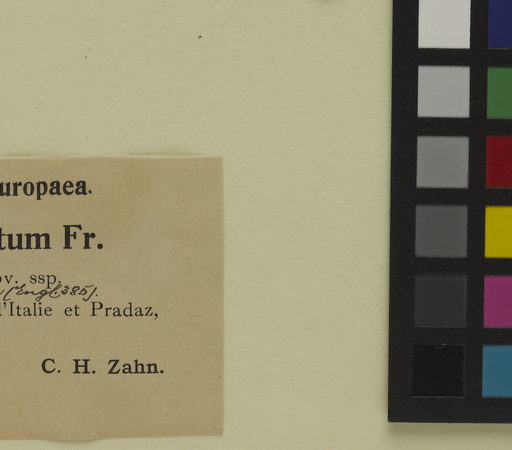 uropaea.
tum Fr.
ov. ssp.
(Engl. 385).
l'Italie et Pradaz,
C. H. Zahn.